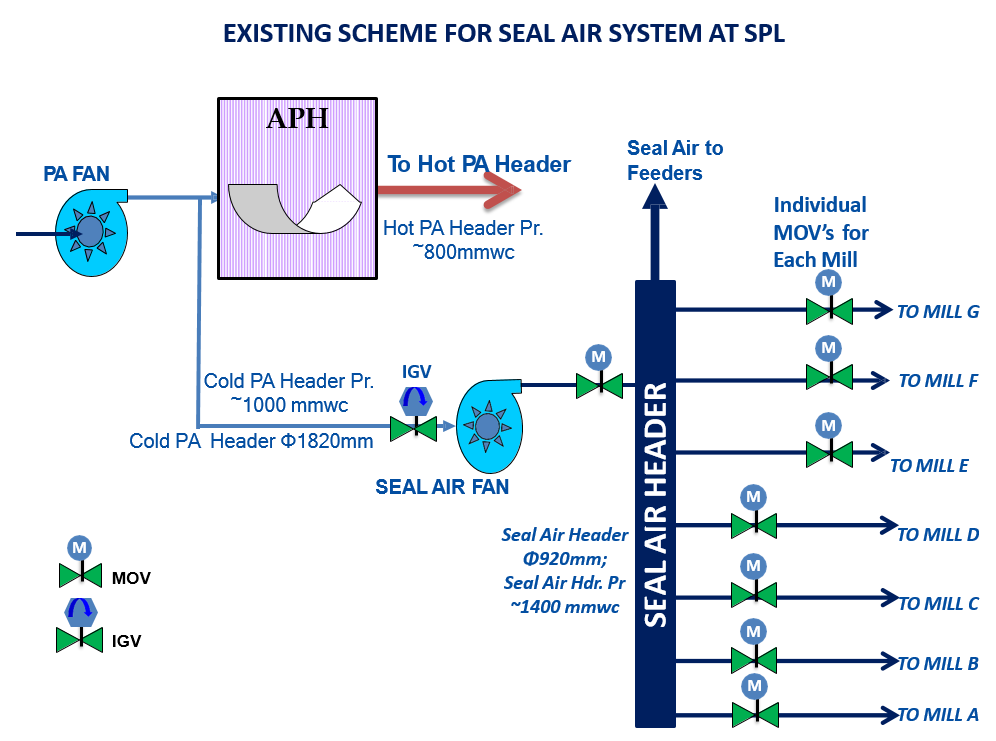 EXISTING SCHEME FOR SEAL AIR SYSTEM AT SPL
APH
PA FAN
To Hot PA Header
Hot PA Header Pr.
~800mmwc
Seal Air to
Feeders
Individual
MOV's for
Each Mill
M
TO MILL G
M
TO MILL F
M
TO MILL E
M
TO MILL D
M
TO MILL C
M
TO MILL B
M
TO MILL A
Cold PA Header Pr.
~1000 mmwc
Cold PA Header Φ1820mm
IGV
SEAL AIR FAN
M
SEAL AIR HEADER
Seal Air Header
Φ920mm;
Seal Air Hdr. Pr
~1400 mmwc
M
MOV
IGV